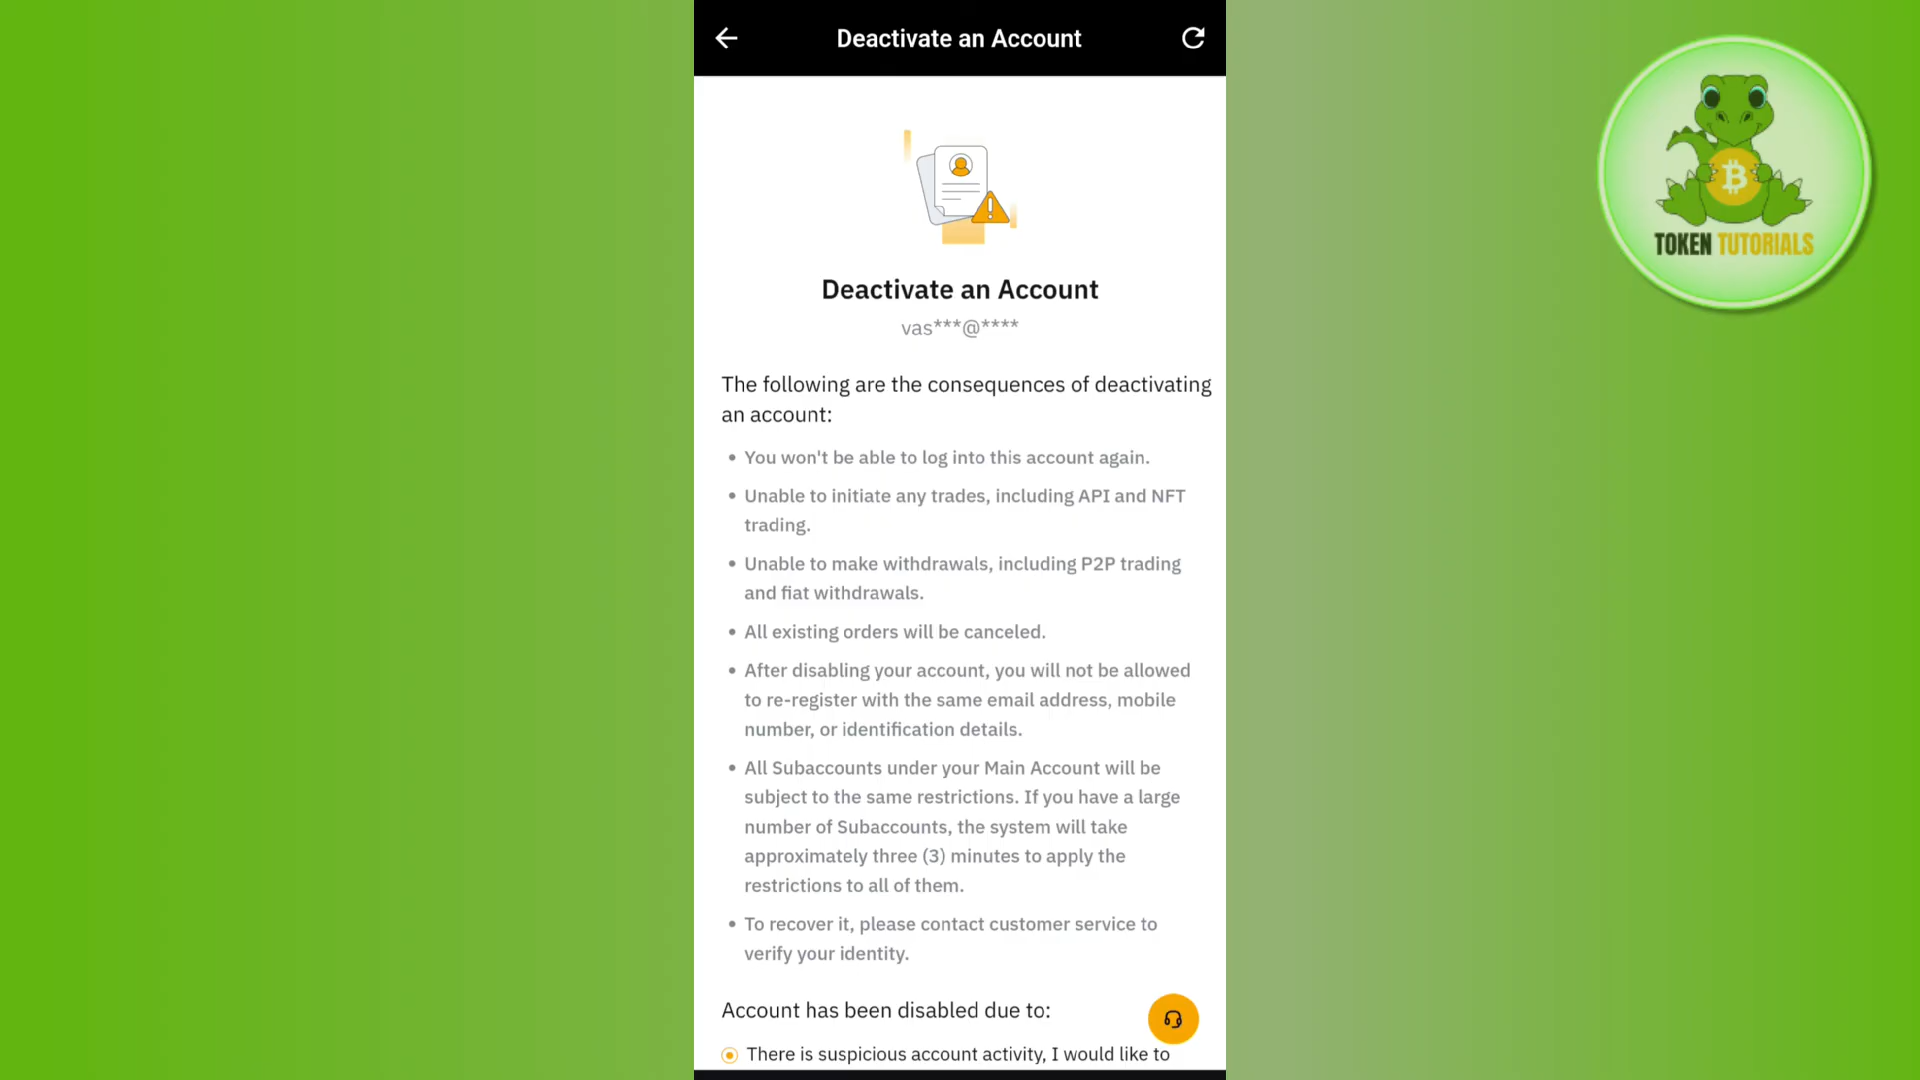 Deactivate an Account
TOKEN TUTORIALS
Deactivate an Account
vas***@****
The following are the consequences of deactivating
an account:
• You won't be able to log into this account again.
• Unable to initiate any trades, including API and NFT
trading.
• Unable to make withdrawals, including P2P trading
and fiat withdrawals.
• All existing orders will be canceled.
• After disabling your account, you will not be allowed
to re-register with the same email address, mobile
number, or identification details.
• All Subaccounts under your Main Account will be
subject to the same restrictions. If you have a large
number of Subaccounts, the system will take
approximately three (3) minutes to apply the
restrictions to all of them.
• To recover it, please contact customer service to
verify your identity.
Account has been disabled due to:
There is suspicious account activity, I would like to